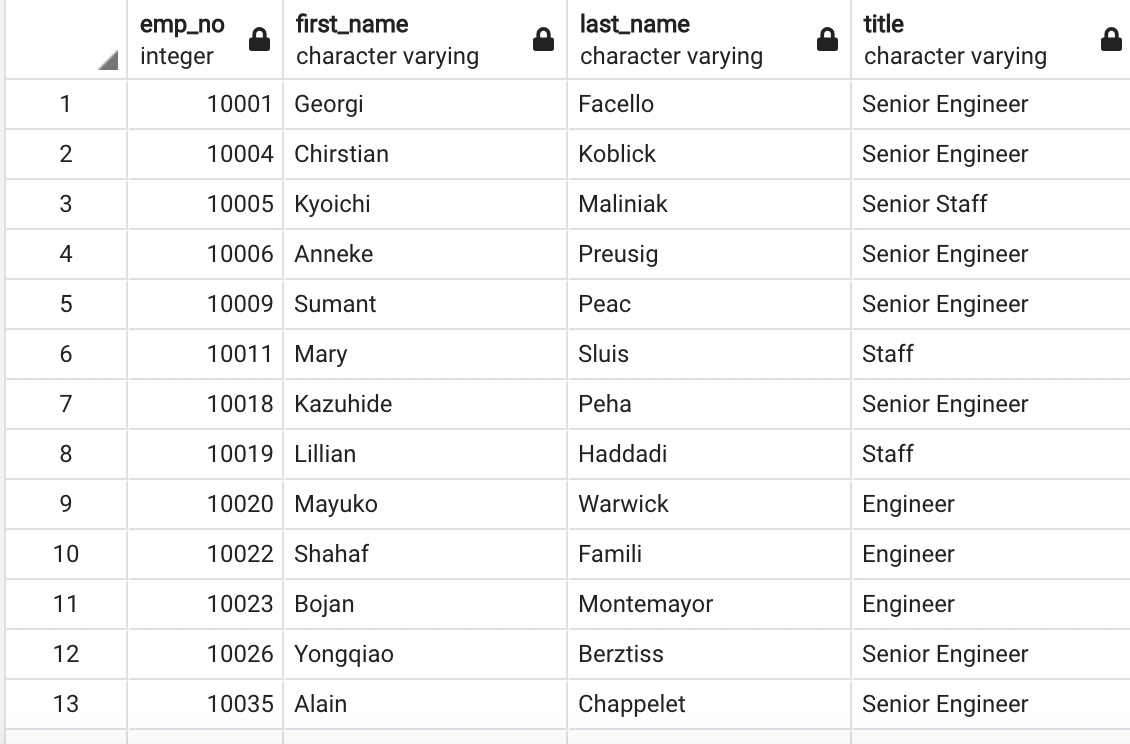 emp_no first_name last_name title
integer character varying character varying character varying
1 10001 Georgi Facello Senior Engineer
2 10004 Chirstian Koblick Senior Engineer
3 10005 Kyoichi Maliniak Senior Staff
4 10006 Anneke Preusig Senior Engineer
5 10009 Sumant Peac Senior Engineer
6 10011 Mary Sluis Staff
7 10018 Kazuhide Peha Senior Engineer
8 10019 Lillian Haddadi Staff
9 10020 Mayuko Warwick Engineer
10 10022 Shahaf Famili Engineer
11 10023 Bojan Montemayor Engineer
12 10026 Yongqiao Berztiss Senior Engineer
13 10035 Alain Chappelet Senior Engineer